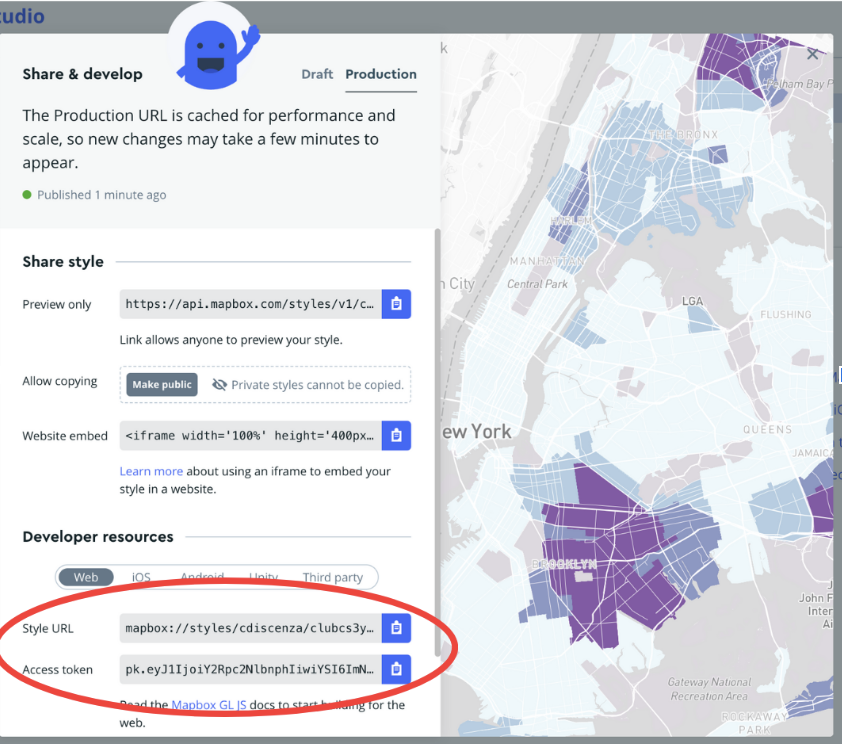 tudio
Share & develop
Draft Production
The Production URL is cached for performance and
scale, so new changes may take a few minutes to
appear.
Published 1 minute ago
Share style
Preview only
https://api.mapbox.com/styles/v1/c…
Link allows anyone to preview your style.
Allow copying
Make public
Private styles cannot be copied.
Website embed
<iframe width='100%' height='400px…
Learn more about using an iframe to embed your
style in a website.
Developer resources
Web iOS Android Unity Third party
Style URL
mapbox://styles/cdiscenza/clubcs3y…
Access token
pk.eyJ1IjoiY2Rpc2NlbnphIiwiYSI6ImN…
Read the Mapbox GL JS docs to start building for the
web.
k
Pelham Bay P
THE BRONX
HARLEM
MANHATTAN
Central Park
n City
LGA
FLUSHING
ew York
QUEENS
JAMAICA
BROOKLYN
J
John F
Inter
Ai
Gateway National
Recreation Area
ROCKAWAY
PARK